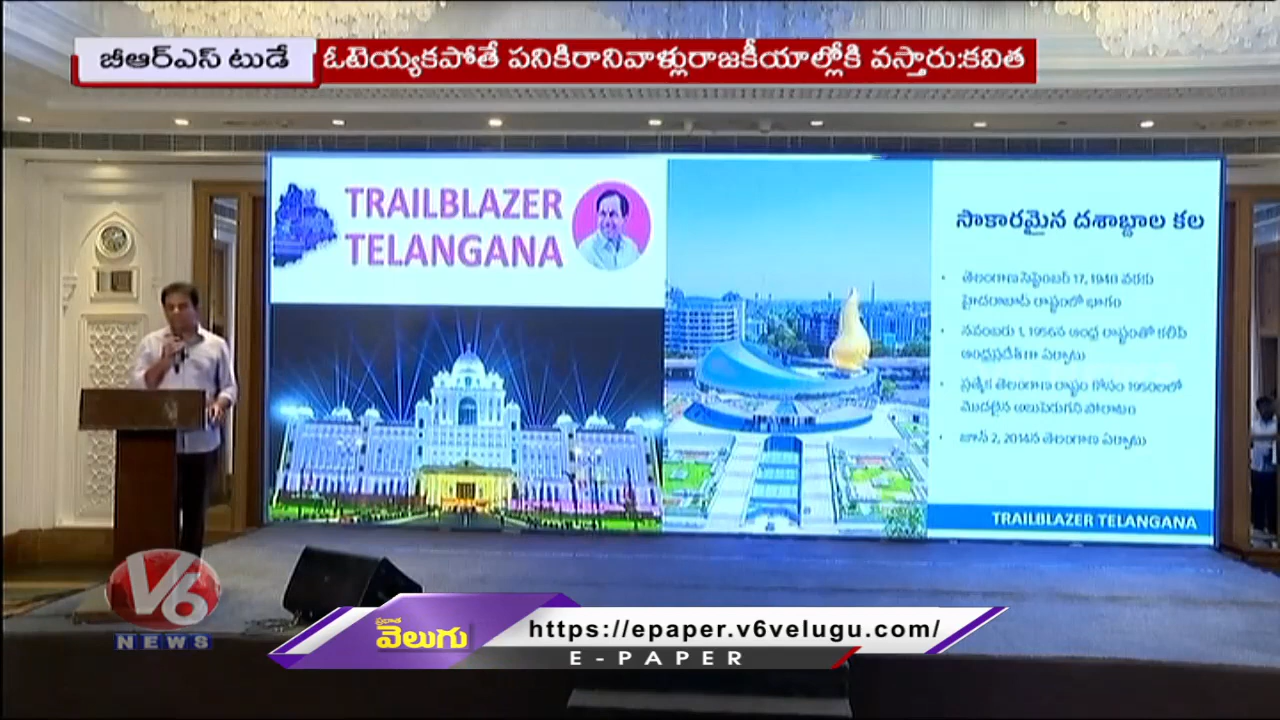 బీఆర్ఎస్ టుడే
ఓటెయ్యకపోతే పనికిరానివాళ్లురాజకీయాల్లోకి వస్తారు:కవిత
TRAILBLAZER
TELANGANA
సాకారమైన దశాబ్దాల కల
తెలంగాణ సెప్టెంబర్ 17, 1948 వరకు
హైదరాబాద్ రాష్ట్రంలో భాగం
నవంబరు 1, 1956న ఆంధ్ర రాష్ట్రంతో కలిపి
ఆంధ్రప్రదేశ్‌గా ఏర్పాటు
ప్రత్యేక తెలంగాణ రాష్ట్రం కోసం
మొదలైన అలుపెరుగని పోరాటం
జూన్ 2, 2014న తెలంగాణ ఏర్పాటు
TRAILBLAZER TELANGANA
V6
NEWS
ప్రభాత
వెలుగు
https://epaper.v6velugu.com/
E-PAPER